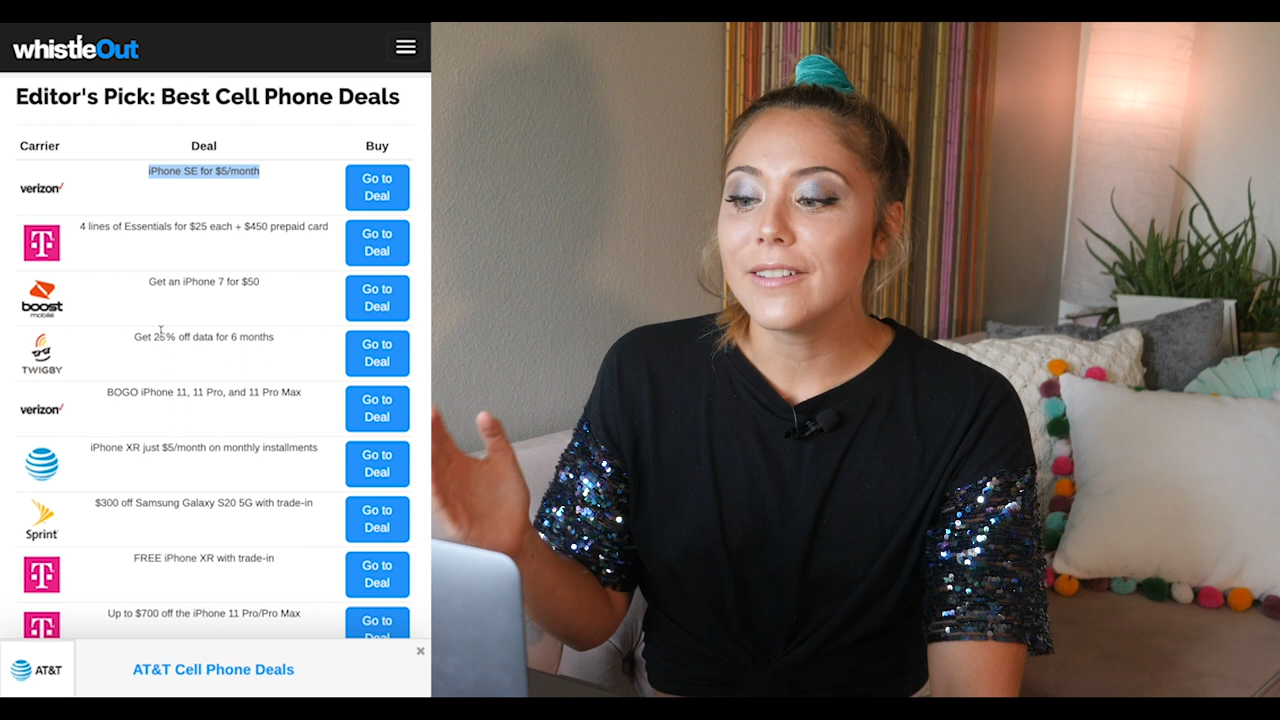 whistleOut
Editor's Pick: Best Cell Phone Deals
Carrier Deal Buy
verizon iPhone SE for $5/month Go to Deal
T 4 lines of Essentials for $25 each + $450 prepaid card Go to Deal
boost mobile Get an iPhone 7 for $50 Go to Deal
TWIGBY Get 25% off data for 6 months Go to Deal
verizon BOGO iPhone 11, 11 Pro, and 11 Pro Max Go to Deal
iPhone XR just $5/month on monthly installments Go to Deal
Sprint $300 off Samsung Galaxy S20 5G with trade-in Go to Deal
T FREE iPhone XR with trade-in Go to Deal
T Up to $700 off the iPhone 11 Pro/Pro Max Go to Deal
AT&T AT&T Cell Phone Deals